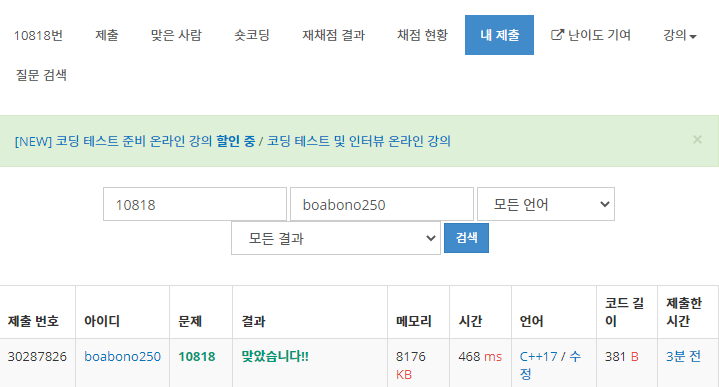 10818번 제출 맞은 사람 숏코딩 재채점 결과 채점 현황 내 제출 난이도 기여 강의
질문 검색
[NEW] 코딩 테스트 준비 온라인 강의 할인 중 / 코딩 테스트 및 인터뷰 온라인 강의 ×
10818 boabono250 모든 언어
모든 결과 검색
제출 번호 아이디 문제 결과 메모리 시간 언어 코드 길이 제출한 시간
30287826 boabono250 10818 맞았습니다!! 8176 KB 468 ms C++17 / 수정 381 B 3분 전